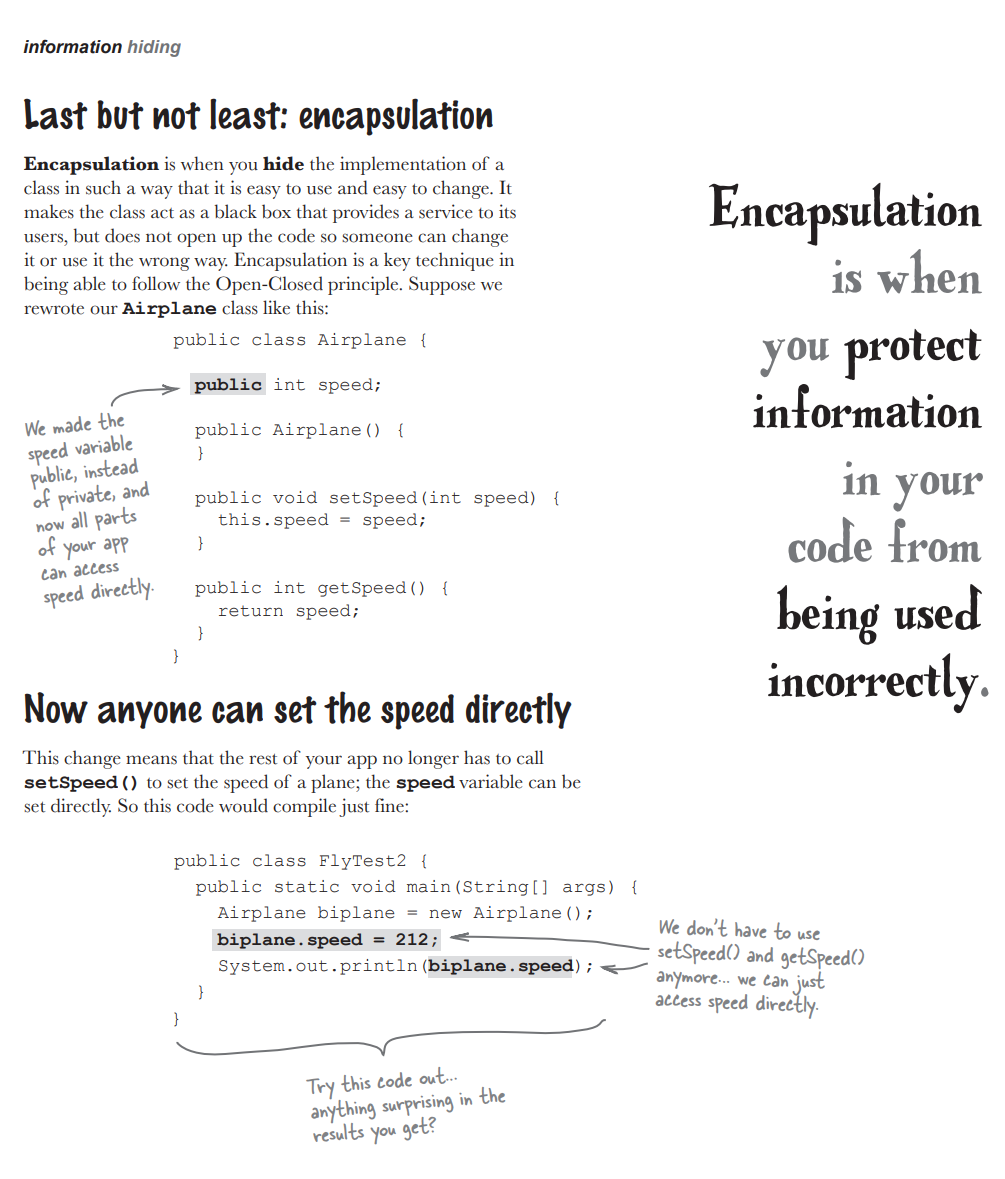 information hiding
Last but not least: encapsulation
Encapsulation is when you hide the implementation of a
class in such a way that it is easy to use and easy to change. It
makes the class act as a black box that provides a service to its
users, but does not open up the code so someone can change
it or use it the wrong way. Encapsulation is a key technique in
being able to follow the Open-Closed principle. Suppose we
rewrote our Airplane class like this:
public class Airplane {
public int speed;
public Airplane() {
}
public void setSpeed(int speed) {
this.speed = speed;
}
public int getSpeed() {
return speed;
}
}
We made the
speed variable
public, instead
of private, and
now all parts
of your app
can access
speed directly.
Encapsulation
is when
you protect
information
in your
code from
being used
incorrectly.
Now anyone can set the speed directly
This change means that the rest of your app no longer has to call
setSpeed() to set the speed of a plane; the speed variable can be
set directly. So this code would compile just fine:
public class FlyTest2 {
public static void main(String[] args) {
Airplane biplane = new Airplane();
biplane.speed = 212;
System.out.println(biplane.speed);
}
}
We don't have to use
setSpeed() and getSpeed()
anymore... we can just
access speed directly.
Try this code out...
anything surprising in the
results you get?